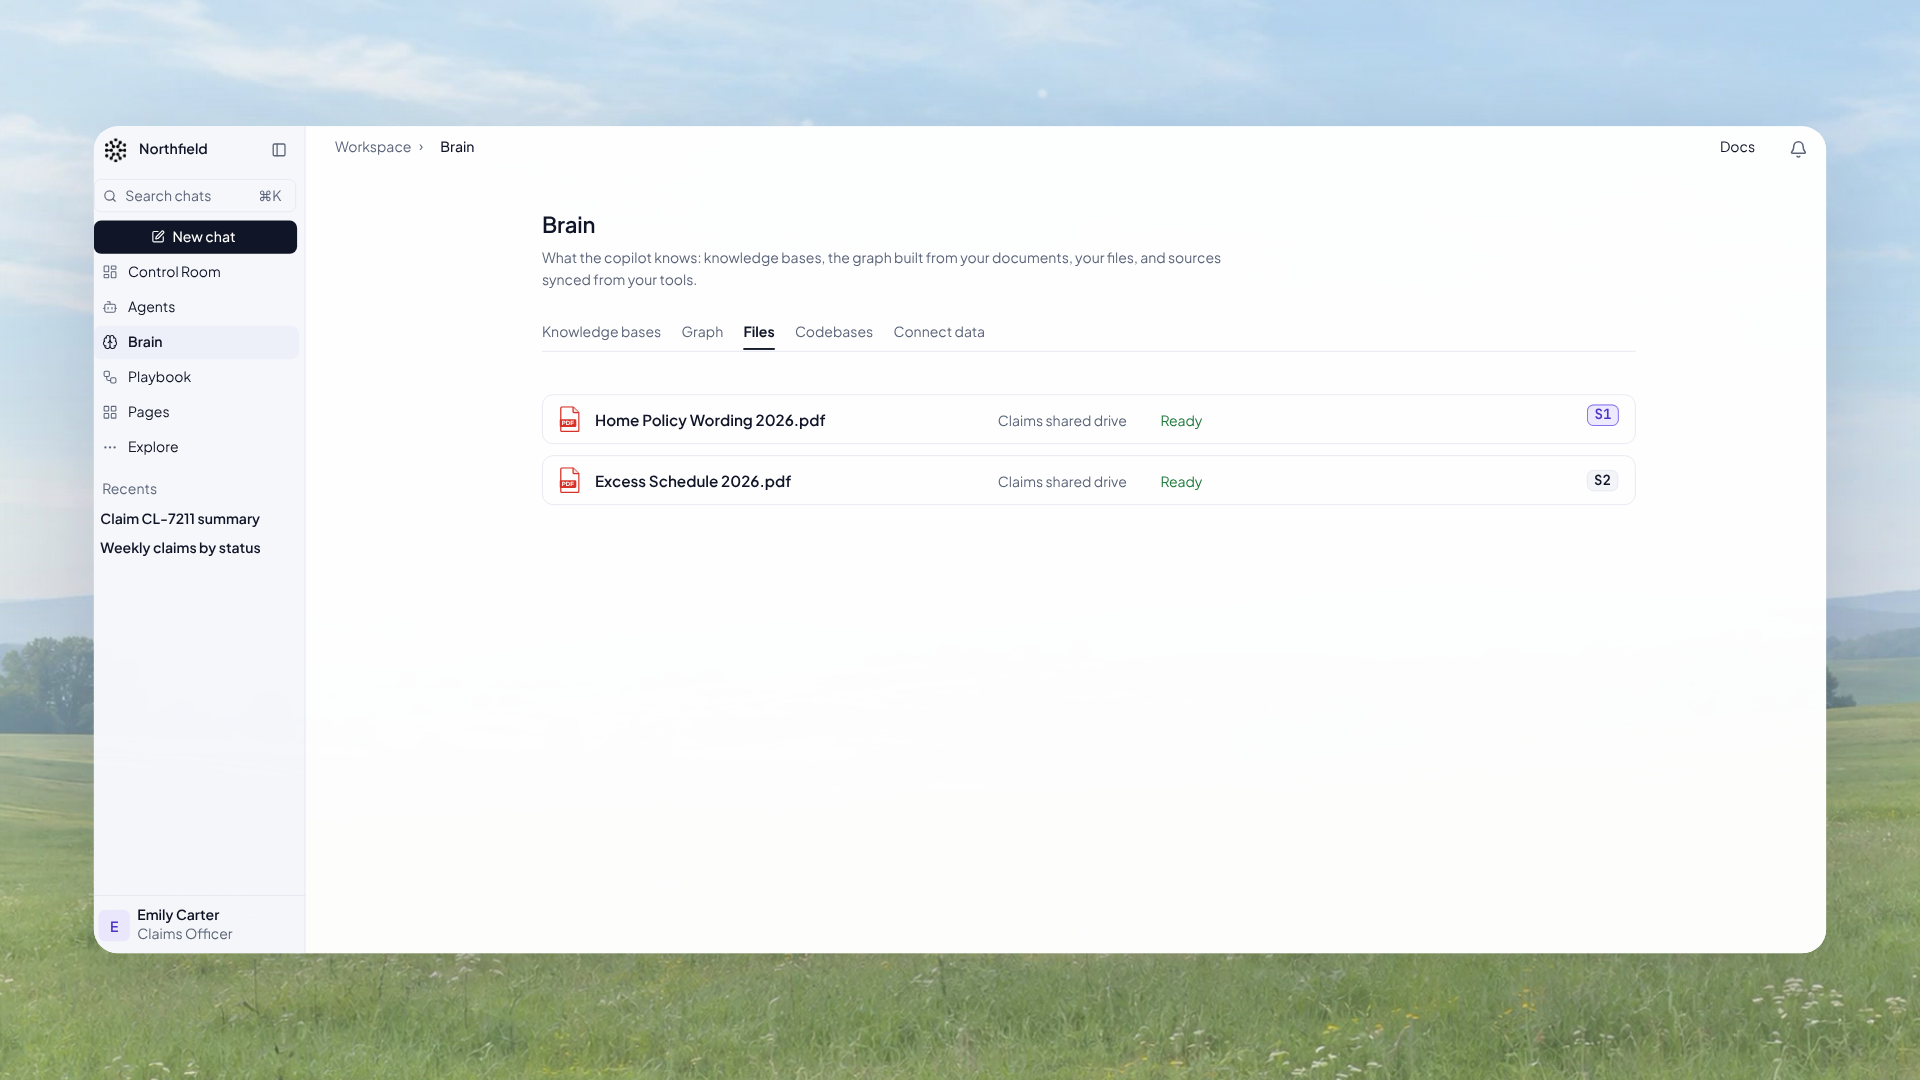 Northfield
Search chats ⌘K
New chat
Control Room
Agents
Brain
Playbook
Pages
Explore
Recents
Claim CL-7211 summary
Weekly claims by status
E
Emily Carter
Claims Officer
Workspace › Brain
Docs
Brain
What the copilot knows: knowledge bases, the graph built from your documents, your files, and sources
synced from your tools.
Knowledge bases Graph Files Codebases Connect data
PDF Home Policy Wording 2026.pdf Claims shared drive Ready S1
PDF Excess Schedule 2026.pdf Claims shared drive Ready S2